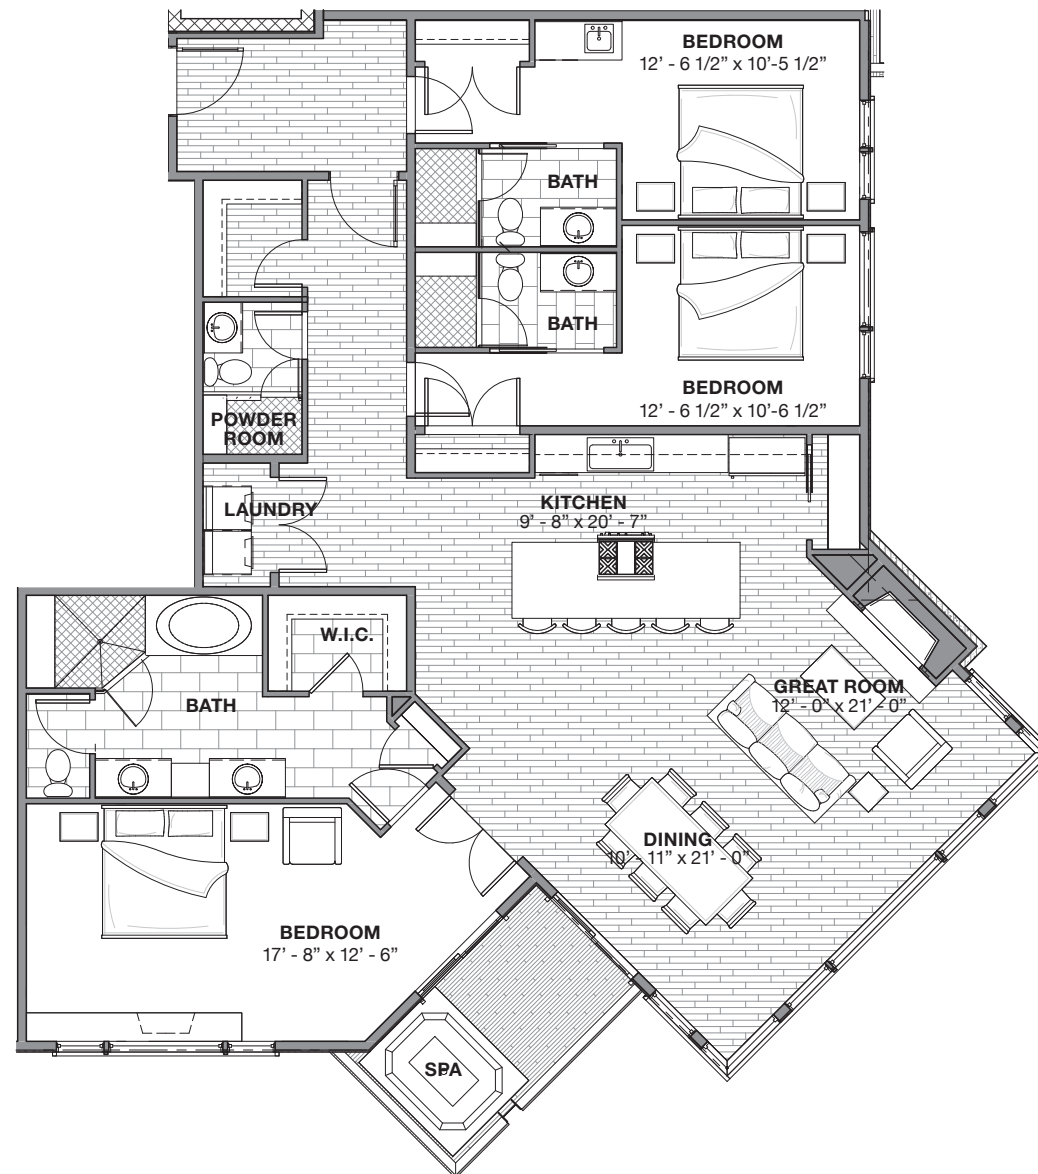 BEDROOM
12’ - 6 1/2” x 10’-5 1/2”
BATH
BATH
BEDROOM
12’ - 6 1/2” x 10’-6 1/2”
POWDER
ROOM
LAUNDRY
KITCHEN
9’ - 8” x 20’ - 7”
W.I.C.
BATH
GREAT ROOM
12’ - 0” x 21’ - 0”
DINING
10’ - 11” x 21’ - 0”
BEDROOM
17’ - 8” x 12’ - 6”
SPA